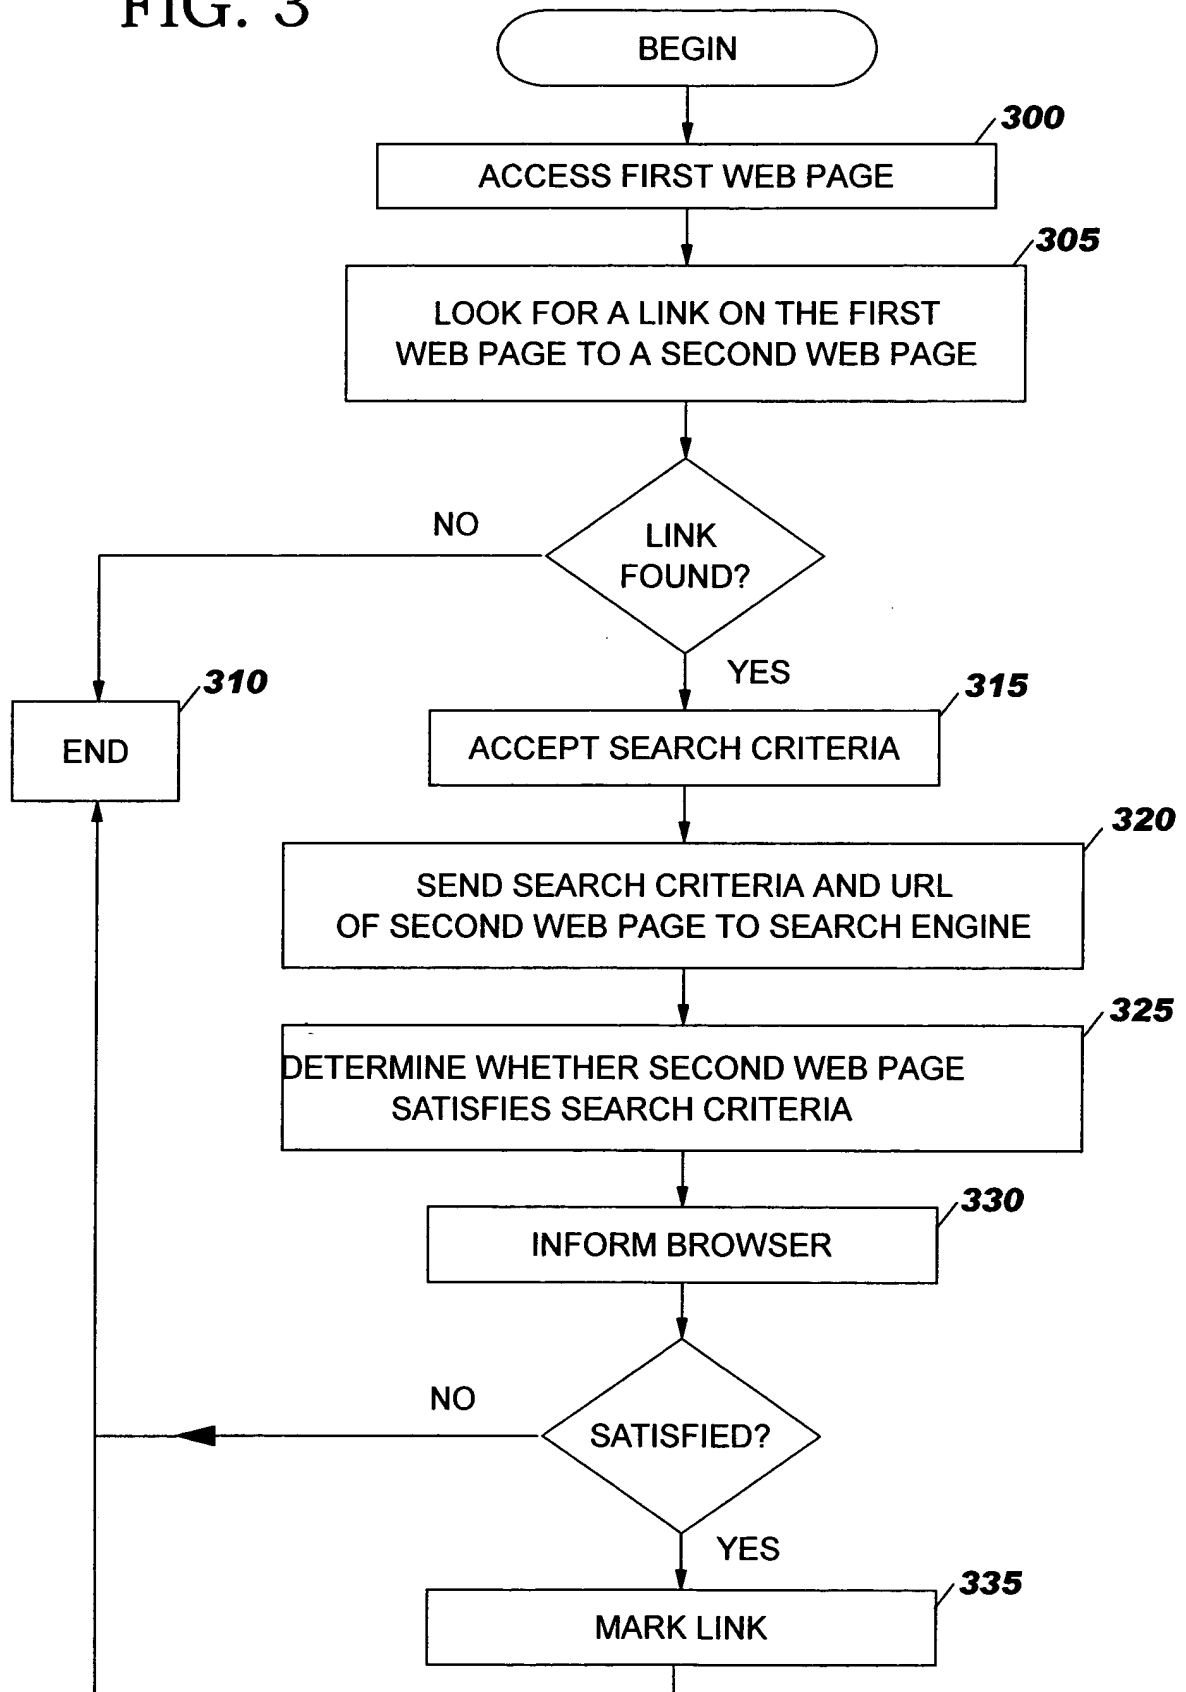 FIG. 3
BEGIN
300
ACCESS FIRST WEB PAGE
305
LOOK FOR A LINK ON THE FIRST
WEB PAGE TO A SECOND WEB PAGE
NO
LINK
FOUND?
YES
310
END
315
ACCEPT SEARCH CRITERIA
320
SEND SEARCH CRITERIA AND URL
OF SECOND WEB PAGE TO SEARCH ENGINE
325
DETERMINE WHETHER SECOND WEB PAGE
SATISFIES SEARCH CRITERIA
330
INFORM BROWSER
NO
SATISFIED?
YES
335
MARK LINK